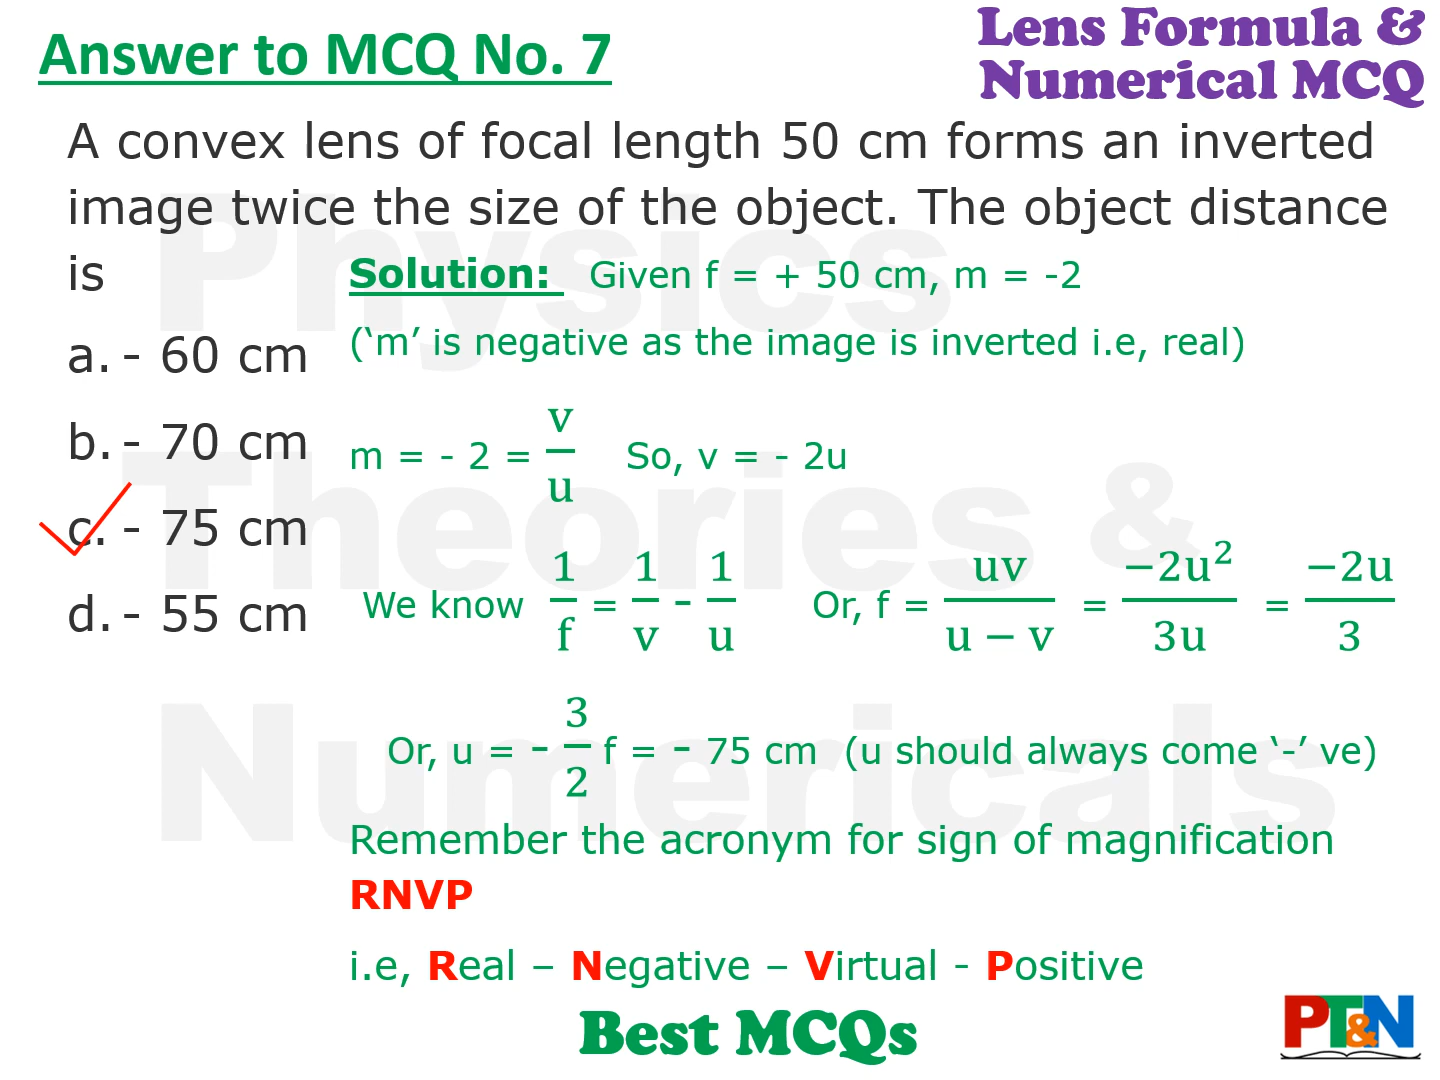 Answer to MCQ No. 7
Lens Formula &
Numerical MCQ
A convex lens of focal length 50 cm forms an inverted
image twice the size of the object. The object distance
is
Solution: Given f = + 50 cm, m = -2
(‘m’ is negative as the image is inverted i.e, real)
a. - 60 cm
b. - 70 cm
c. - 75 cm
d. - 55 cm
m = - 2 = v/u So, v = - 2u
We know 1/f = 1/v - 1/u Or, f = uv/(u − v) = −2u²/3u = −2u/3
Or, u = - 3/2 f = - 75 cm (u should always come ‘-’ ve)
Remember the acronym for sign of magnification
RNVP
i.e, Real – Negative – Virtual - Positive
Best MCQs
PT&N
Physics
Theories &
Numericals